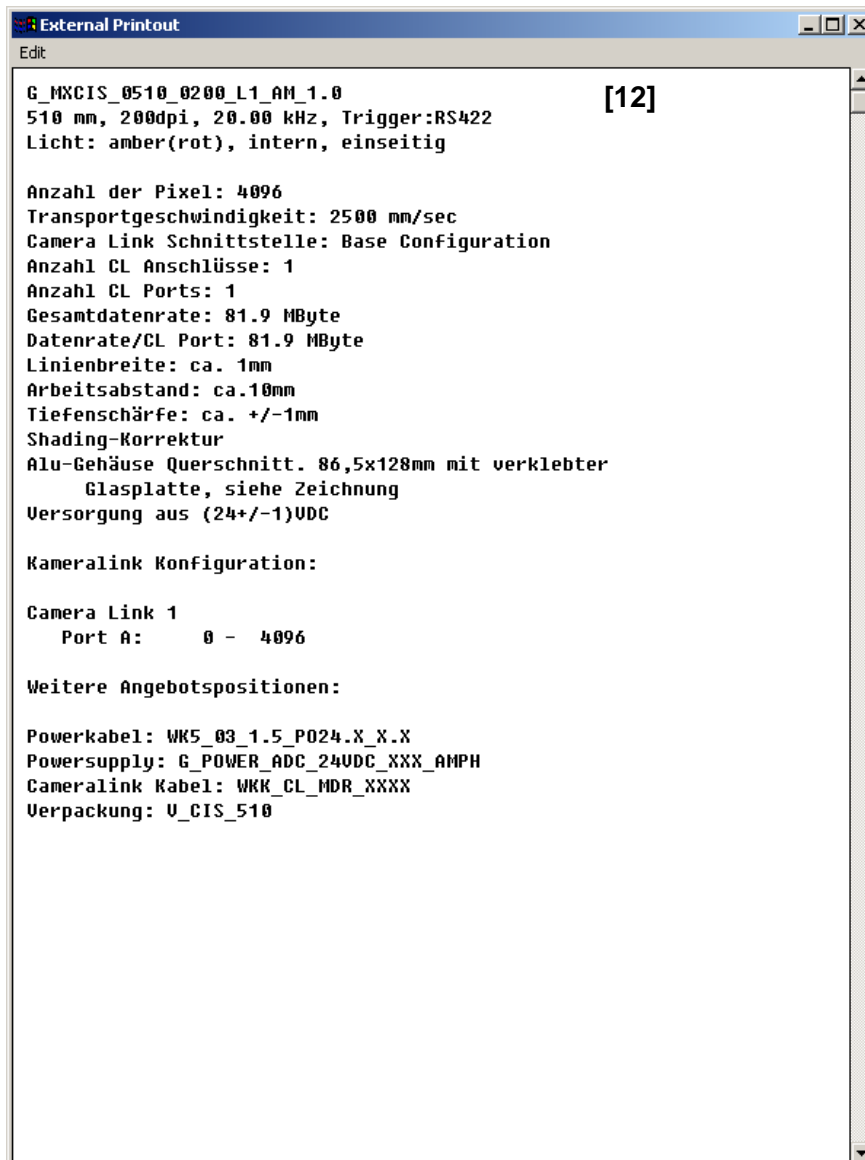 External Printout
Edit
G_MXCIS_0510_0200_L1_AM_1.0 [12]
510 mm, 200dpi, 20.00 kHz, Trigger:RS422
Licht: amber(rot), intern, einseitig
Anzahl der Pixel: 4096
Transportgeschwindigkeit: 2500 mm/sec
Camera Link Schnittstelle: Base Configuration
Anzahl CL Anschlüsse: 1
Anzahl CL Ports: 1
Gesamtdatenrate: 81.9 MByte
Datenrate/CL Port: 81.9 MByte
Linienbreite: ca. 1mm
Arbeitsabstand: ca.10mm
Tiefenschärfe: ca. +/-1mm
Shading-Korrektur
Alu-Gehäuse Querschnitt. 86,5x128mm mit verklebter
Glasplatte, siehe Zeichnung
Versorgung aus (24+/-1)VDC
Kameralink Konfiguration:
Camera Link 1
Port A: 0 - 4096
Weitere Angebotspositionen:
Powerkabel: WK5_03_1.5_PO24.X_X.X
Powersupply: G_POWER_ADC_24VDC_XXX_AMPH
Cameralink Kabel: WKK_CL_MDR_XXXX
Verpackung: V_CIS_510